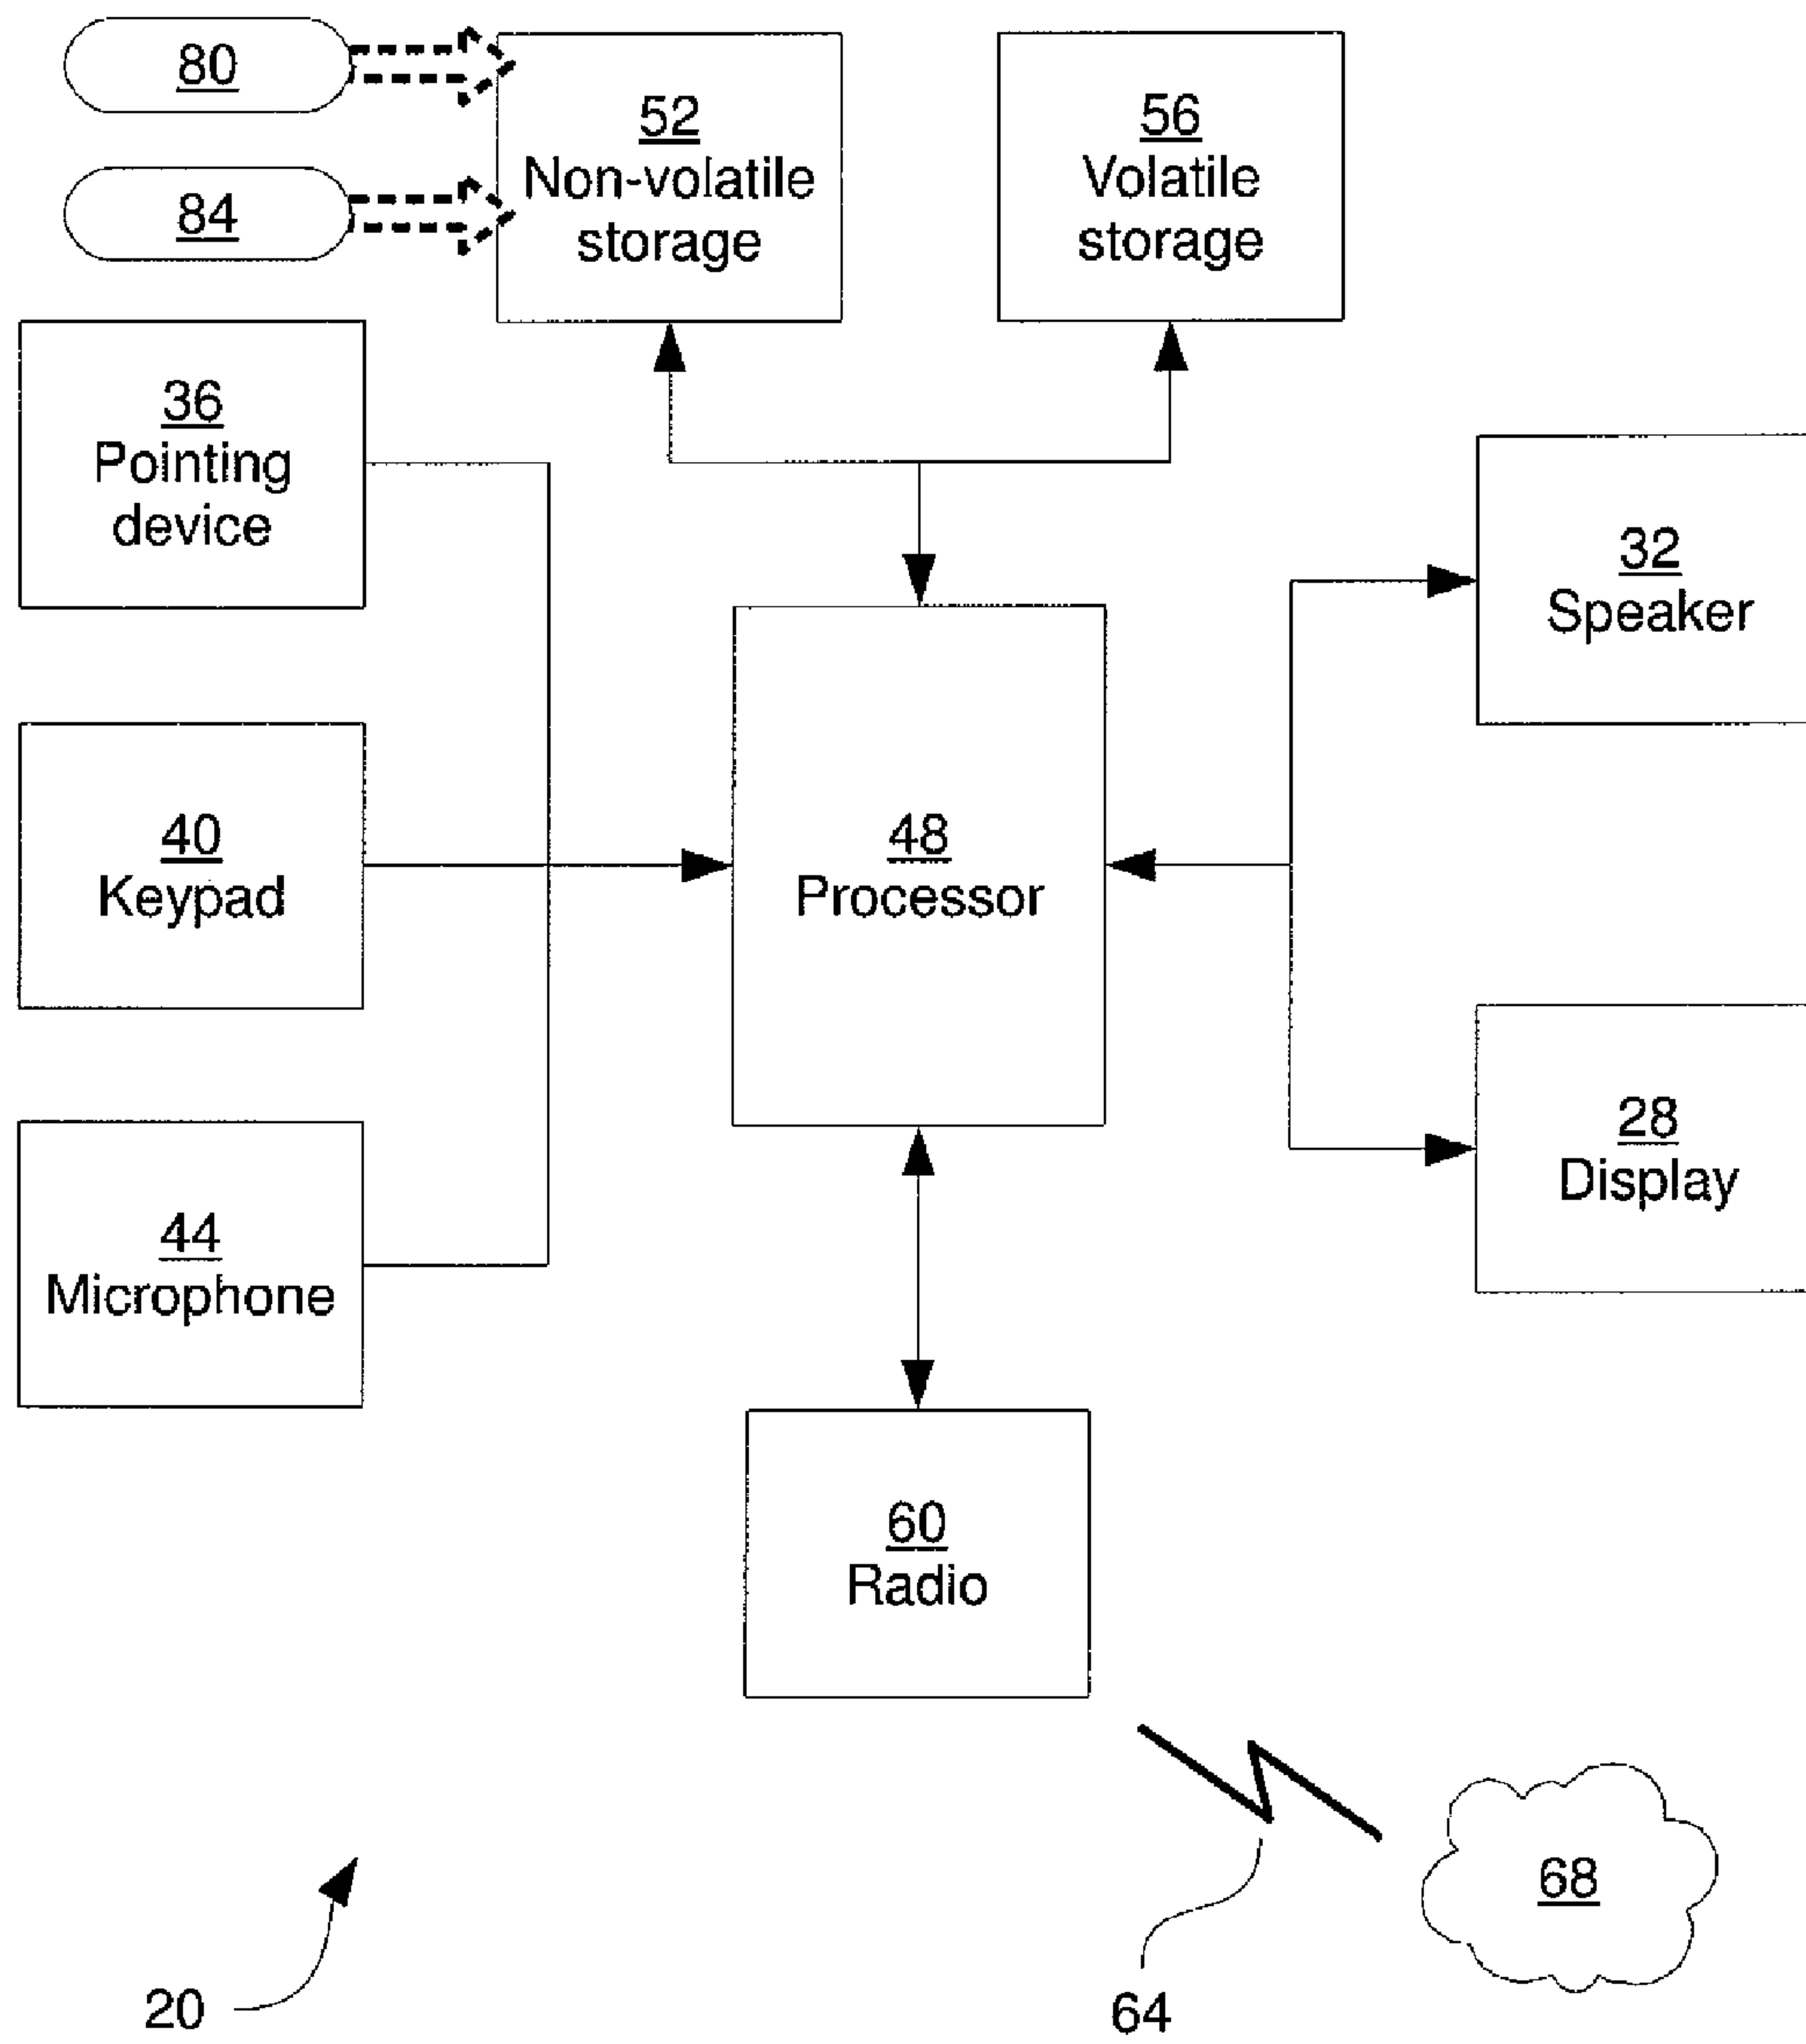 80
84
52
Non-volatile
storage
56
Volatile
storage
36
Pointing
device
32
Speaker
40
Keypad
48
Processor
28
Display
44
Microphone
60
Radio
68
20
64